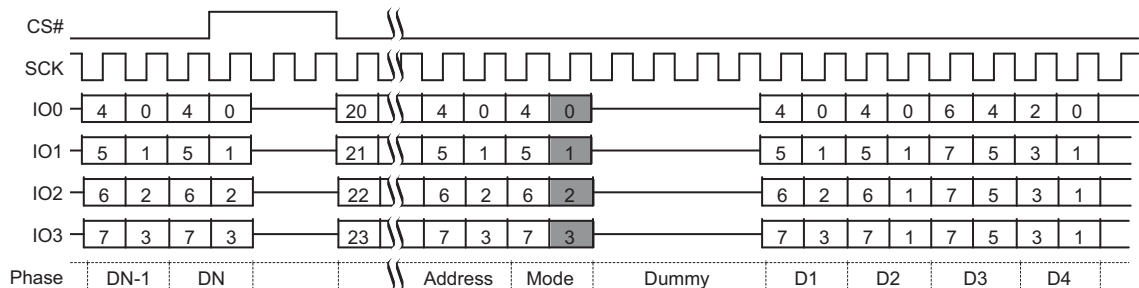 CS#
SCK
IO0 4 0 4 0 20 4 0 4 0 4 0 4 0 6 4 2 0
IO1 5 1 5 1 21 5 1 5 1 5 1 5 1 7 5 3 1
IO2 6 2 6 2 22 6 2 6 2 6 2 6 1 7 5 3 1
IO3 7 3 7 3 23 7 3 7 3 7 3 7 1 7 5 3 1
Phase DN-1 DN Address Mode Dummy D1 D2 D3 D4